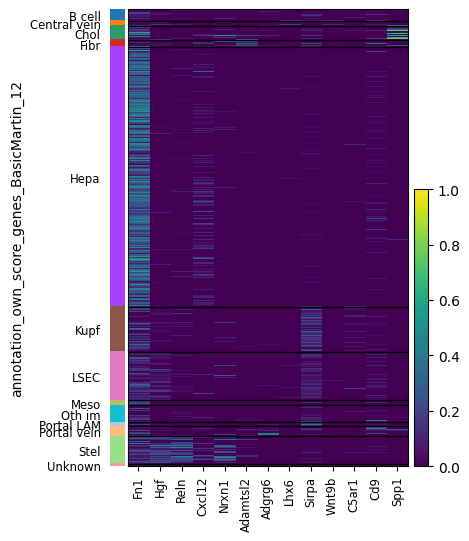 annotation_own_score_genes_BasicMartin_12
B cell
Central vein
Chol
Fibr
Hepa
Kupf
LSEC
Meso
Oth im
Portal LAM
Portal vein
Stel
Unknown
Fn1
Hgf
Reln
Cxcl12
Nrxn1
Adamtsl2
Adgrg6
Lhx6
Sirpa
Wnt9b
C5ar1
Cd9
Spp1
1.0
0.8
0.6
0.4
0.2
0.0